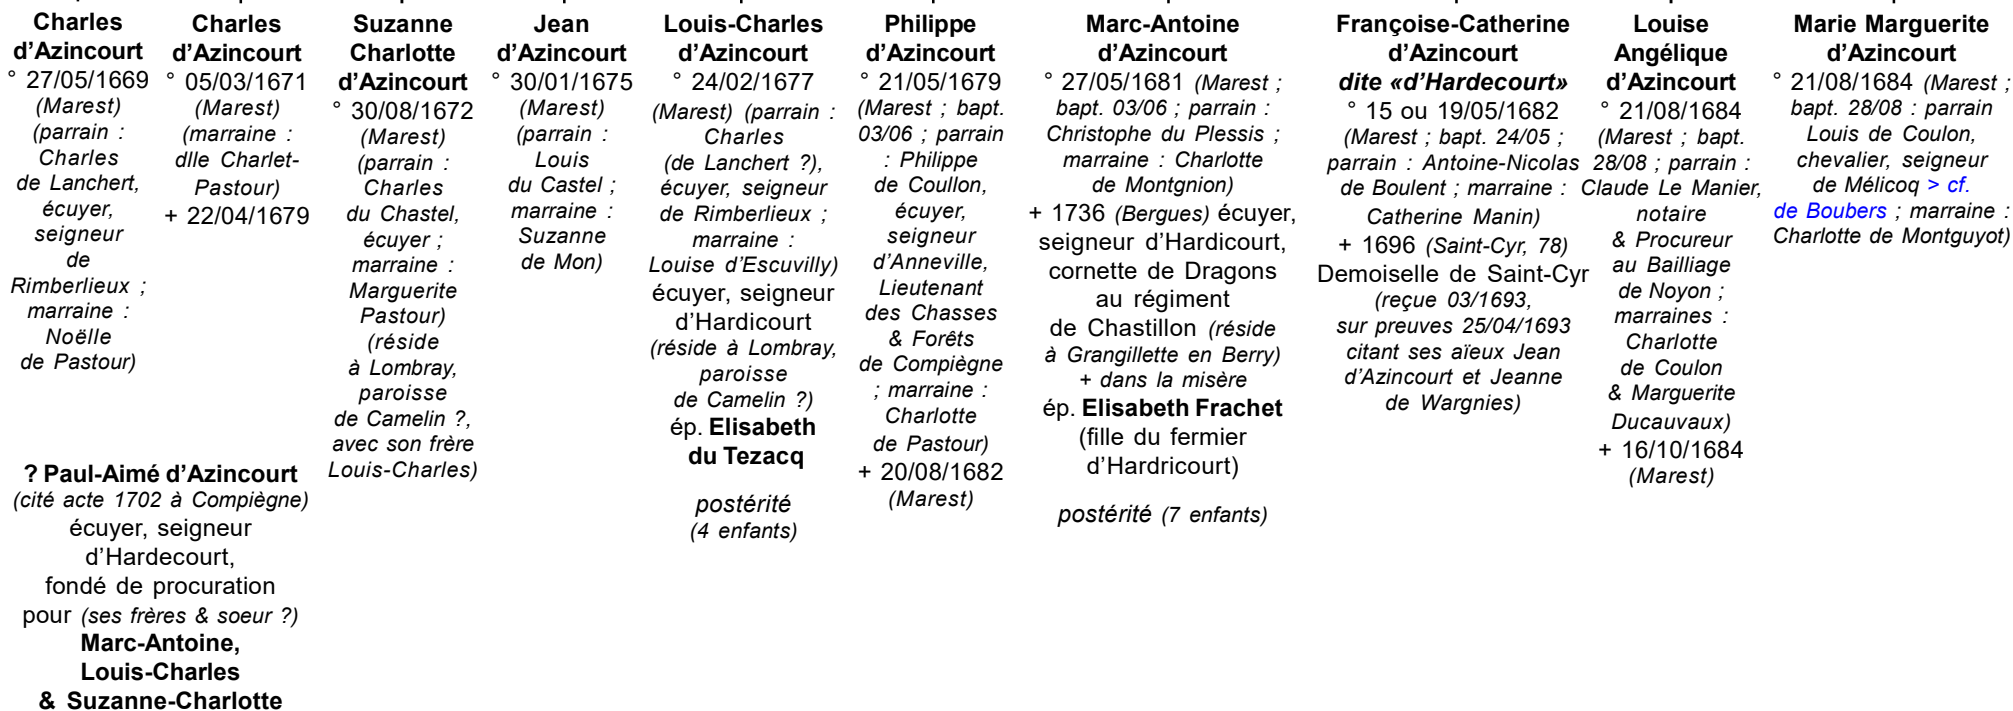 Charles
d’Azincourt
° 27/05/1669
(Marest)
(parrain :
Charles
de Lanchert,
écuyer,
seigneur
de
Rimberlieux ;
marraine :
Noëlle
de Pastour)
? Paul-Aimé d’Azincourt
(cité acte 1702 à Compiègne)
écuyer, seigneur
d’Hardecourt,
fondé de procuration
pour (ses frères & soeur ?)
Marc-Antoine,
Louis-Charles
& Suzanne-Charlotte
Charles
d’Azincourt
° 05/03/1671
(Marest)
(marraine :
dlle Charlet-
Pastour)
+ 22/04/1679
Suzanne
Charlotte
d’Azincourt
° 30/08/1672
(Marest)
(parrain :
Charles
du Chastel,
écuyer ;
marraine :
Marguerite
Pastour)
(réside
à Lombray,
paroisse
de Camelin ?,
avec son frère
Louis-Charles)
Jean
d’Azincourt
° 30/01/1675
(Marest)
(parrain :
Louis
du Castel ;
marraine :
Suzanne
de Mon)
Louis-Charles
d’Azincourt
° 24/02/1677
(Marest) (parrain :
Charles
(de Lanchert ?),
écuyer, seigneur
de Rimberlieux ;
marraine :
Louise d’Escuvilly)
écuyer, seigneur
d’Hardicourt
(réside à Lombray,
paroisse
de Camelin ?)
ép. Elisabeth
du Tezacq
postérité
(4 enfants)
Philippe
d’Azincourt
° 21/05/1679
(Marest ; bapt.
03/06 ; parrain
: Philippe
de Coullon,
écuyer,
seigneur
d’Anneville,
Lieutenant
des Chasses
& Forêts
de Compiègne
; marraine :
Charlotte
de Pastour)
+ 20/08/1682
(Marest)
Marc-Antoine
d’Azincourt
° 27/05/1681 (Marest ;
bapt. 03/06 ; parrain :
Christophe du Plessis ;
marraine : Charlotte
de Montgnion)
+ 1736 (Bergues) écuyer,
seigneur d’Hardicourt,
cornette de Dragons
au régiment
de Chastillon (réside
à Grangillette en Berry)
+ dans la misère
ép. Elisabeth Frachet
(fille du fermier
d’Hardricourt)
postérité (7 enfants)
Françoise-Catherine
d’Azincourt
dite «d’Hardecourt»
° 15 ou 19/05/1682
(Marest ; bapt. 24/05 ;
parrain : Antoine-Nicolas
de Boulent ; marraine :
Catherine Manin)
+ 1696 (Saint-Cyr, 78)
Demoiselle de Saint-Cyr
(reçue 03/1693,
sur preuves 25/04/1693
citant ses aïeux Jean
d’Azincourt et Jeanne
de Wargnies)
Louise
Angélique
d’Azincourt
° 21/08/1684
(Marest ; bapt.
28/08 ; parrain :
Claude Le Manier,
notaire
& Procureur
au Bailliage
de Noyon ;
marraines :
Charlotte
de Coulon
& Marguerite
Ducauvaux)
+ 16/10/1684
(Marest)
Marie Marguerite
d’Azincourt
° 21/08/1684 (Marest ;
bapt. 28/08 : parrain
Louis de Coulon,
chevalier, seigneur
de Mélicoq > cf.
de Boubers ; marraine :
Charlotte de Montguyot)